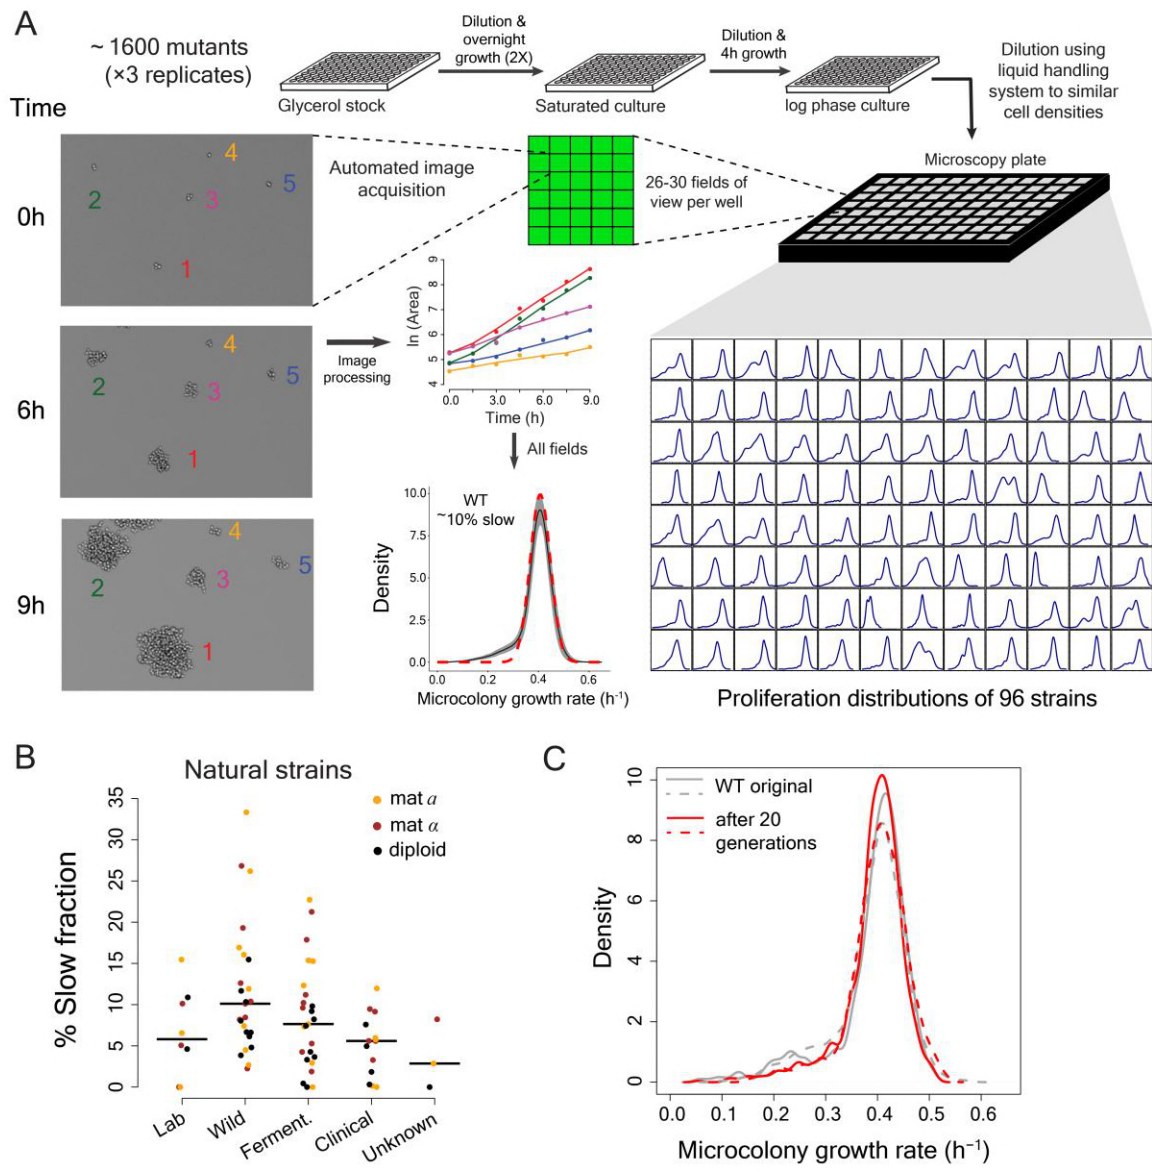 A
~ 1600 mutants
(×3 replicates)
Dilution &
overnight
growth (2X)
Dilution &
4h growth
Dilution using
liquid handling
system to similar
cell densities
Glycerol stock
Saturated culture
log phase culture
Time
Microscopy plate
Automated image
acquisition
26-30 fields of
view per well
0h
1
2
3
4
5
6h
1
2
3
4
5
9h
1
2
3
4
5
Image
processing
ln (Area)
9
8
7
6
5
4
0.0
3.0
6.0
9.0
Time (h)
All fields
WT
~10% slow
Density
10.0
7.5
5.0
2.5
0.0
0.0
0.2
0.4
0.6
Microcolony growth rate (h⁻¹)
Proliferation distributions of 96 strains
B
Natural strains
mat a
mat α
diploid
% Slow fraction
35
30
25
20
15
10
5
0
Lab
Wild
Ferment.
Clinical
Unknown
C
WT original
after 20
generations
Density
10
8
6
4
2
0
0.0
0.1
0.2
0.3
0.4
0.5
0.6
Microcolony growth rate (h⁻¹)